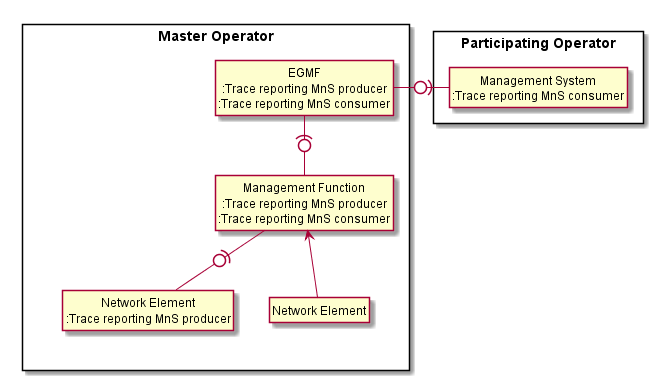 Master Operator
Participating Operator
EGMF
:Trace reporting MnS producer
:Trace reporting MnS consumer
Management System
:Trace reporting MnS consumer
Management Function
:Trace reporting MnS producer
:Trace reporting MnS consumer
Network Element
:Trace reporting MnS producer
Network Element